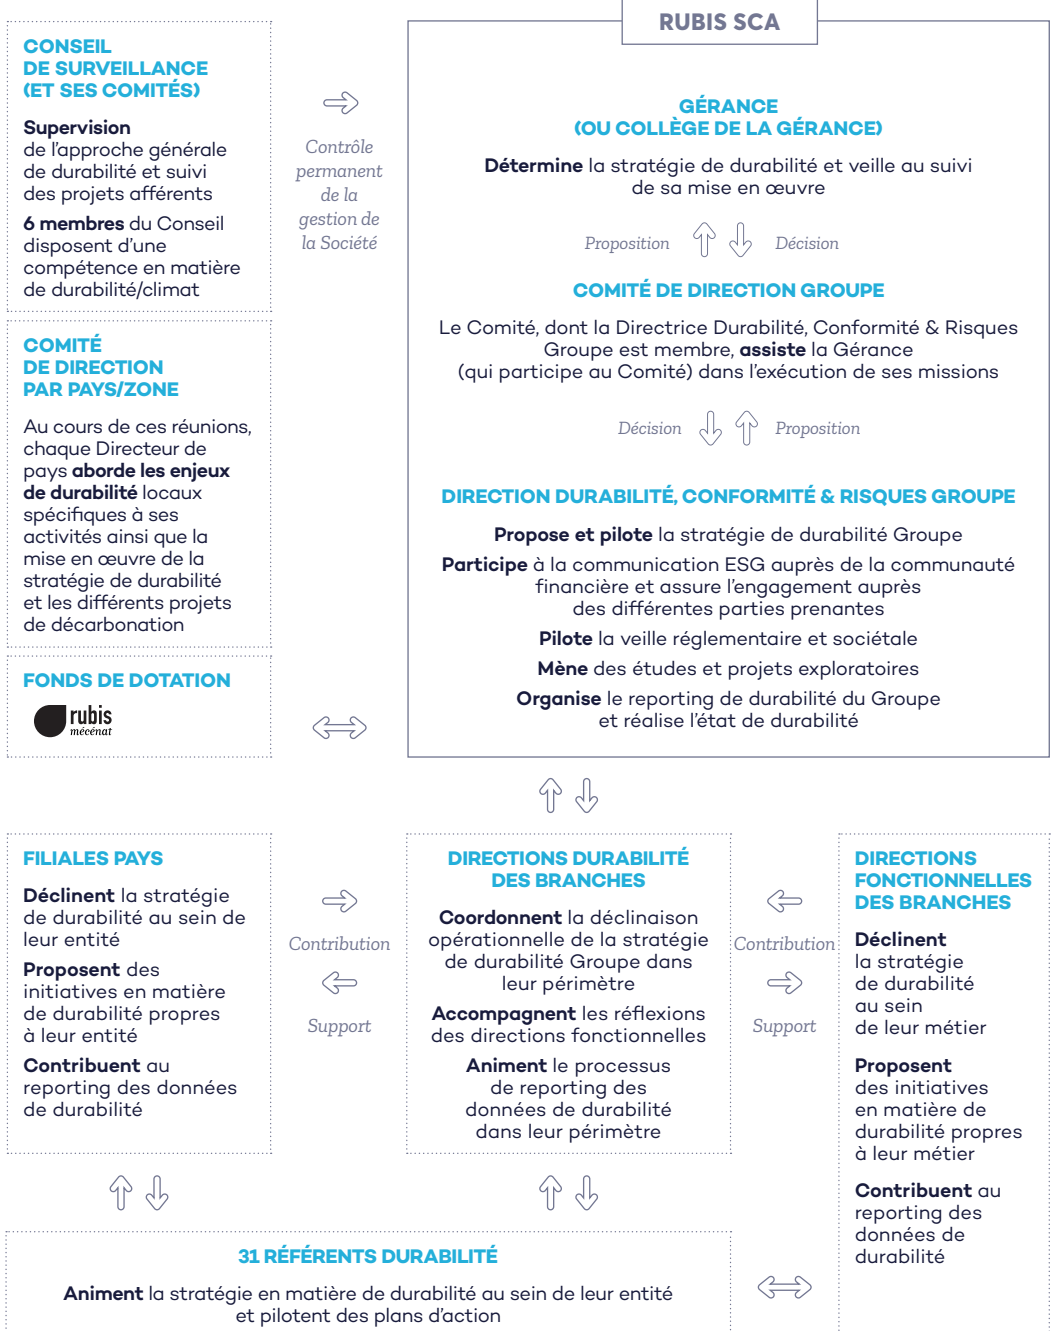 RUBIS SCA
CONSEIL
DE SURVEILLANCE
(ET SES COMITÉS)
Supervision
de l'approche générale
de durabilité et suivi
des projets afférents
6 membres du Conseil
disposent d'une
compétence en matière
de durabilité/climat
Contrôle
permanent
de la
gestion de
la Société
GÉRANCE
(OU COLLÈGE DE LA GÉRANCE)
Détermine la stratégie de durabilité et veille au suivi
de sa mise en œuvre
Proposition
Décision
COMITÉ DE DIRECTION GROUPE
Le Comité, dont la Directrice Durabilité, Conformité & Risques
Groupe est membre, assiste la Gérance
(qui participe au Comité) dans l'exécution de ses missions
Décision
Proposition
DIRECTION DURABILITÉ, CONFORMITÉ & RISQUES GROUPE
Propose et pilote la stratégie de durabilité Groupe
Participe à la communication ESG auprès de la communauté
financière et assure l'engagement auprès
des différentes parties prenantes
Pilote la veille réglementaire et sociétale
Mène des études et projets exploratoires
Organise le reporting de durabilité du Groupe
et réalise l'état de durabilité
COMITÉ
DE DIRECTION
PAR PAYS/ZONE
Au cours de ces réunions,
chaque Directeur de
pays aborde les enjeux
de durabilité locaux
spécifiques à ses
activités ainsi que la
mise en œuvre de la
stratégie de durabilité
et les différents projets
de décarbonation
FONDS DE DOTATION
rubis
mécénat
FILIALES PAYS
Déclinent la stratégie
de durabilité au sein de
leur entité
Proposent des
initiatives en matière
de durabilité propres
à leur entité
Contribuent au
reporting des données
de durabilité
Contribution
Support
DIRECTIONS DURABILITÉ
DES BRANCHES
Coordonnent la déclinaison
opérationnelle de la stratégie
de durabilité Groupe dans
leur périmètre
Accompagnent les réflexions
des directions fonctionnelles
Animent le processus
de reporting des
données de durabilité
dans leur périmètre
Contribution
Support
DIRECTIONS
FONCTIONNELLES
DES BRANCHES
Déclinent
la stratégie
de durabilité
au sein
de leur métier
Proposent
des initiatives
en matière de
durabilité propres
à leur métier
Contribuent au
reporting des
données de
durabilité
31 RÉFÉRENTS DURABILITÉ
Animent la stratégie en matière de durabilité au sein de leur entité
et pilotent des plans d'action